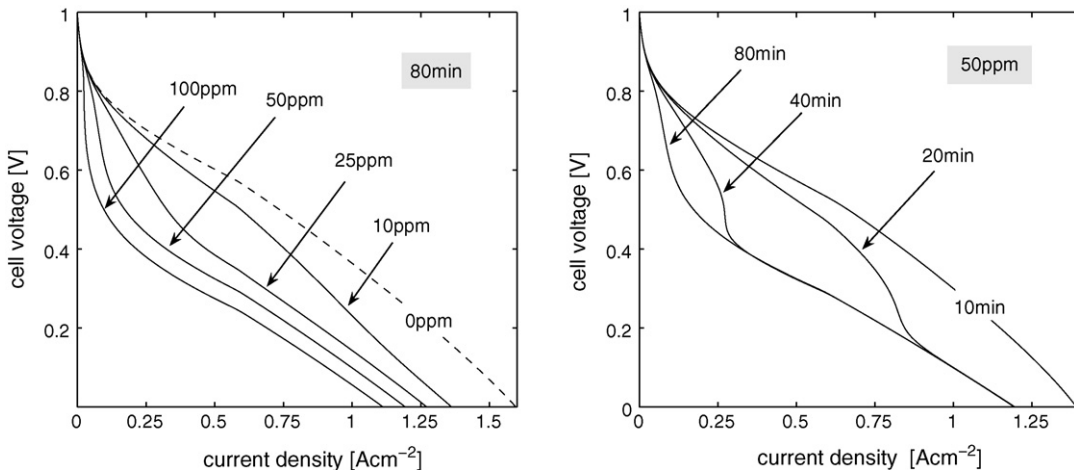 1
0.8
0.6
0.4
0.2
0
cell voltage [V]
80min
100ppm
50ppm
25ppm
10ppm
0ppm
0
0.25
0.5
0.75
1
1.25
1.5
current density [Acm⁻²]
1
0.8
0.6
0.4
0.2
0
cell voltage [V]
50ppm
80min
40min
20min
10min
0
0.25
0.5
0.75
1
1.25
current density [Acm⁻²]